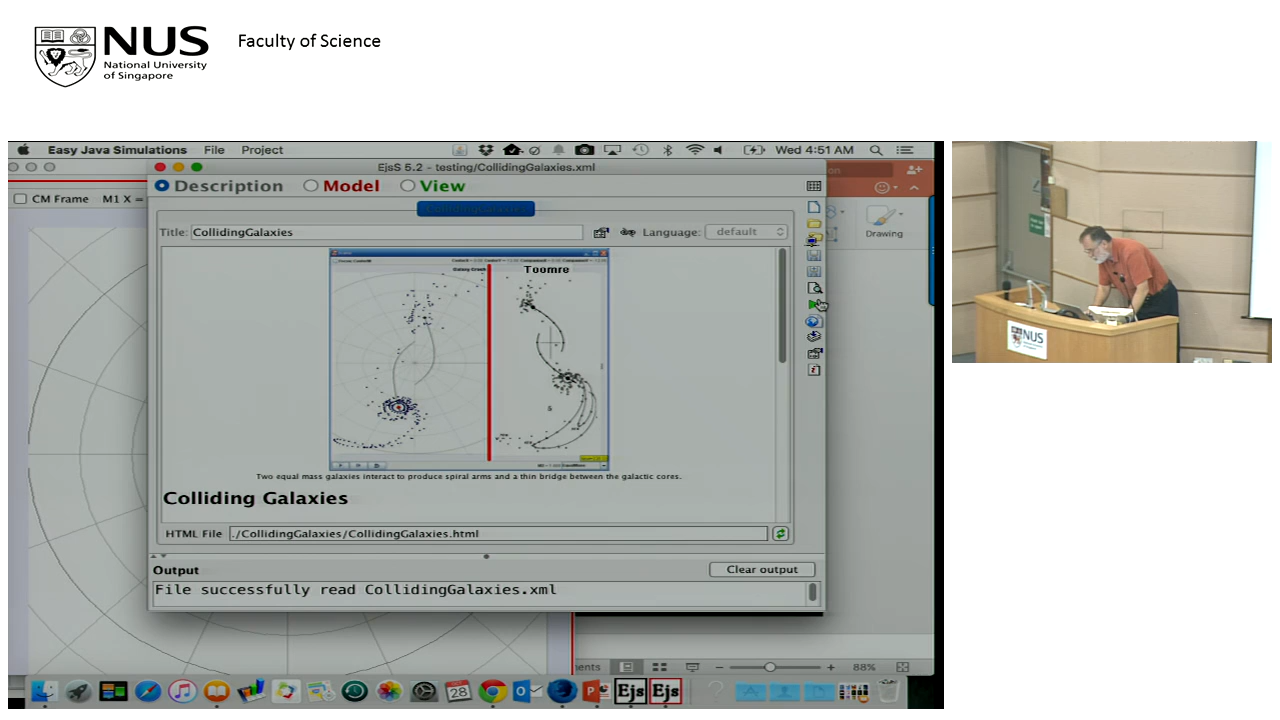 NUS
National University
of Singapore
Faculty of Science
Easy Java Simulations File Project
Wed 4:51 AM
EjsS 5.2 - testing/CollidingGalaxies.xml
CM Frame M1 X =
Description Model View
Title: CollidingGalaxies
Language: default
Drawing
Galaxy Crash
Toomre
Two equal mass galaxies interact to produce spiral arms and a thin bridge between the galactic cores.
Colliding Galaxies
HTML File ./CollidingGalaxies/CollidingGalaxies.html
Output
Clear output
File successfully read CollidingGalaxies.xml
88%
28
Ejs Ejs
NUS